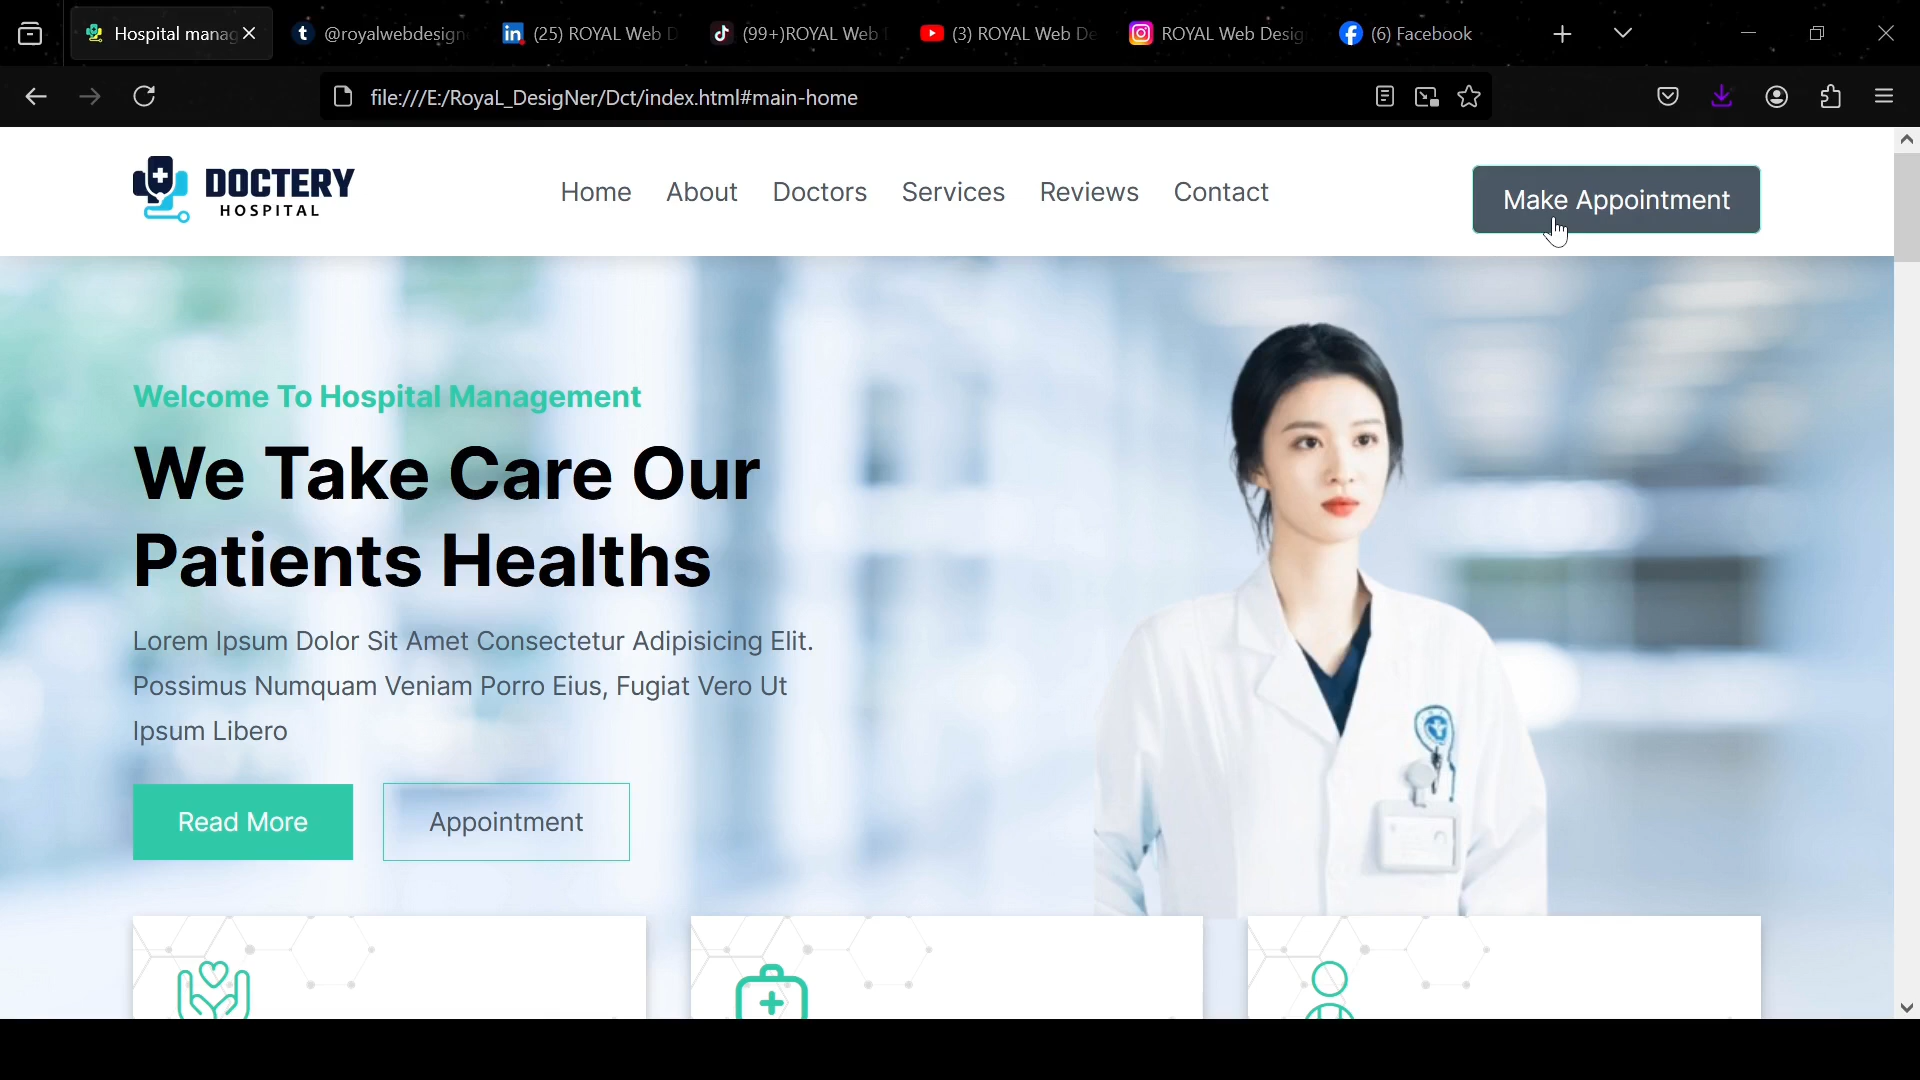 Hospital manag
@royalwebdesign
(25) ROYAL Web D
(99+)ROYAL Web
(3) ROYAL Web De
ROYAL Web Desig
(6) Facebook
file:///E:/RoyaL_DesigNer/Dct/index.html#main-home
DOCTERY
HOSPITAL
Home
About
Doctors
Services
Reviews
Contact
Make Appointment
Welcome To Hospital Management
We Take Care Our
Patients Healths
Lorem Ipsum Dolor Sit Amet Consectetur Adipisicing Elit.
Possimus Numquam Veniam Porro Eius, Fugiat Vero Ut
Ipsum Libero
Read More
Appointment